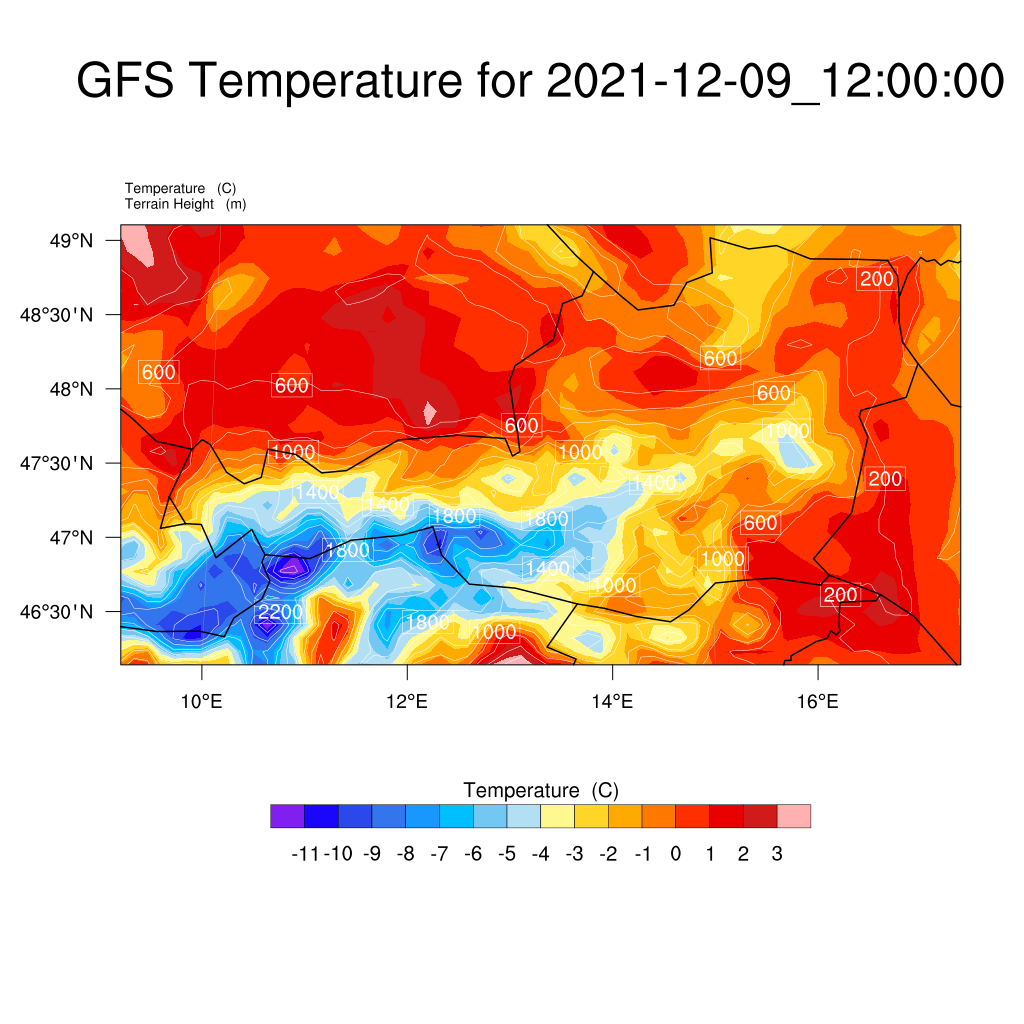 GFS Temperature for 2021-12-09_12:00:00
Temperature (C)
Terrain Height (m)
49°N
200
48°30'N
600
600
48°N
600
600
600
1000
1000
1000
47°30'N
1400
1400
1400
200
1800
1800
600
47°N
1800
1000
1400
1000
200
46°30'N
2200
1800
1000
10°E 12°E 14°E 16°E
Temperature (C)
-11 -10 -9 -8 -7 -6 -5 -4 -3 -2 -1 0 1 2 3